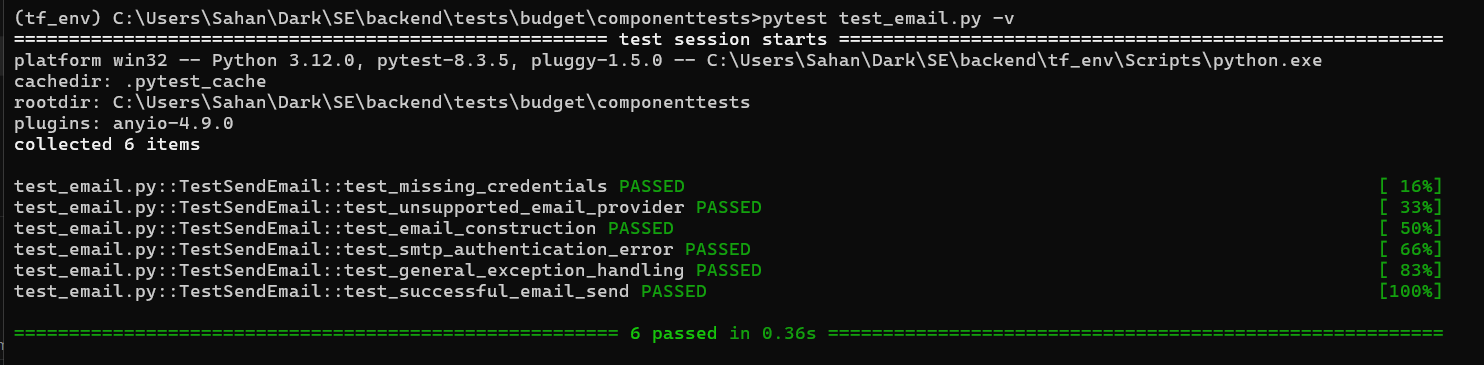 (tf_env) C:\Users\Sahan\Dark\SE\backend\tests\budget\componenttests>pytest test_email.py -v
===================================================== test session starts ======================================================
platform win32 -- Python 3.12.0, pytest-8.3.5, pluggy-1.5.0 -- C:\Users\Sahan\Dark\SE\backend\tf_env\Scripts\python.exe
cachedir: .pytest_cache
rootdir: C:\Users\Sahan\Dark\SE\backend\tests\budget\componenttests
plugins: anyio-4.9.0
collected 6 items
test_email.py::TestSendEmail::test_missing_credentials PASSED [ 16%]
test_email.py::TestSendEmail::test_unsupported_email_provider PASSED [ 33%]
test_email.py::TestSendEmail::test_email_construction PASSED [ 50%]
test_email.py::TestSendEmail::test_smtp_authentication_error PASSED [ 66%]
test_email.py::TestSendEmail::test_general_exception_handling PASSED [ 83%]
test_email.py::TestSendEmail::test_successful_email_send PASSED [100%]
====================================================== 6 passed in 0.36s =======================================================